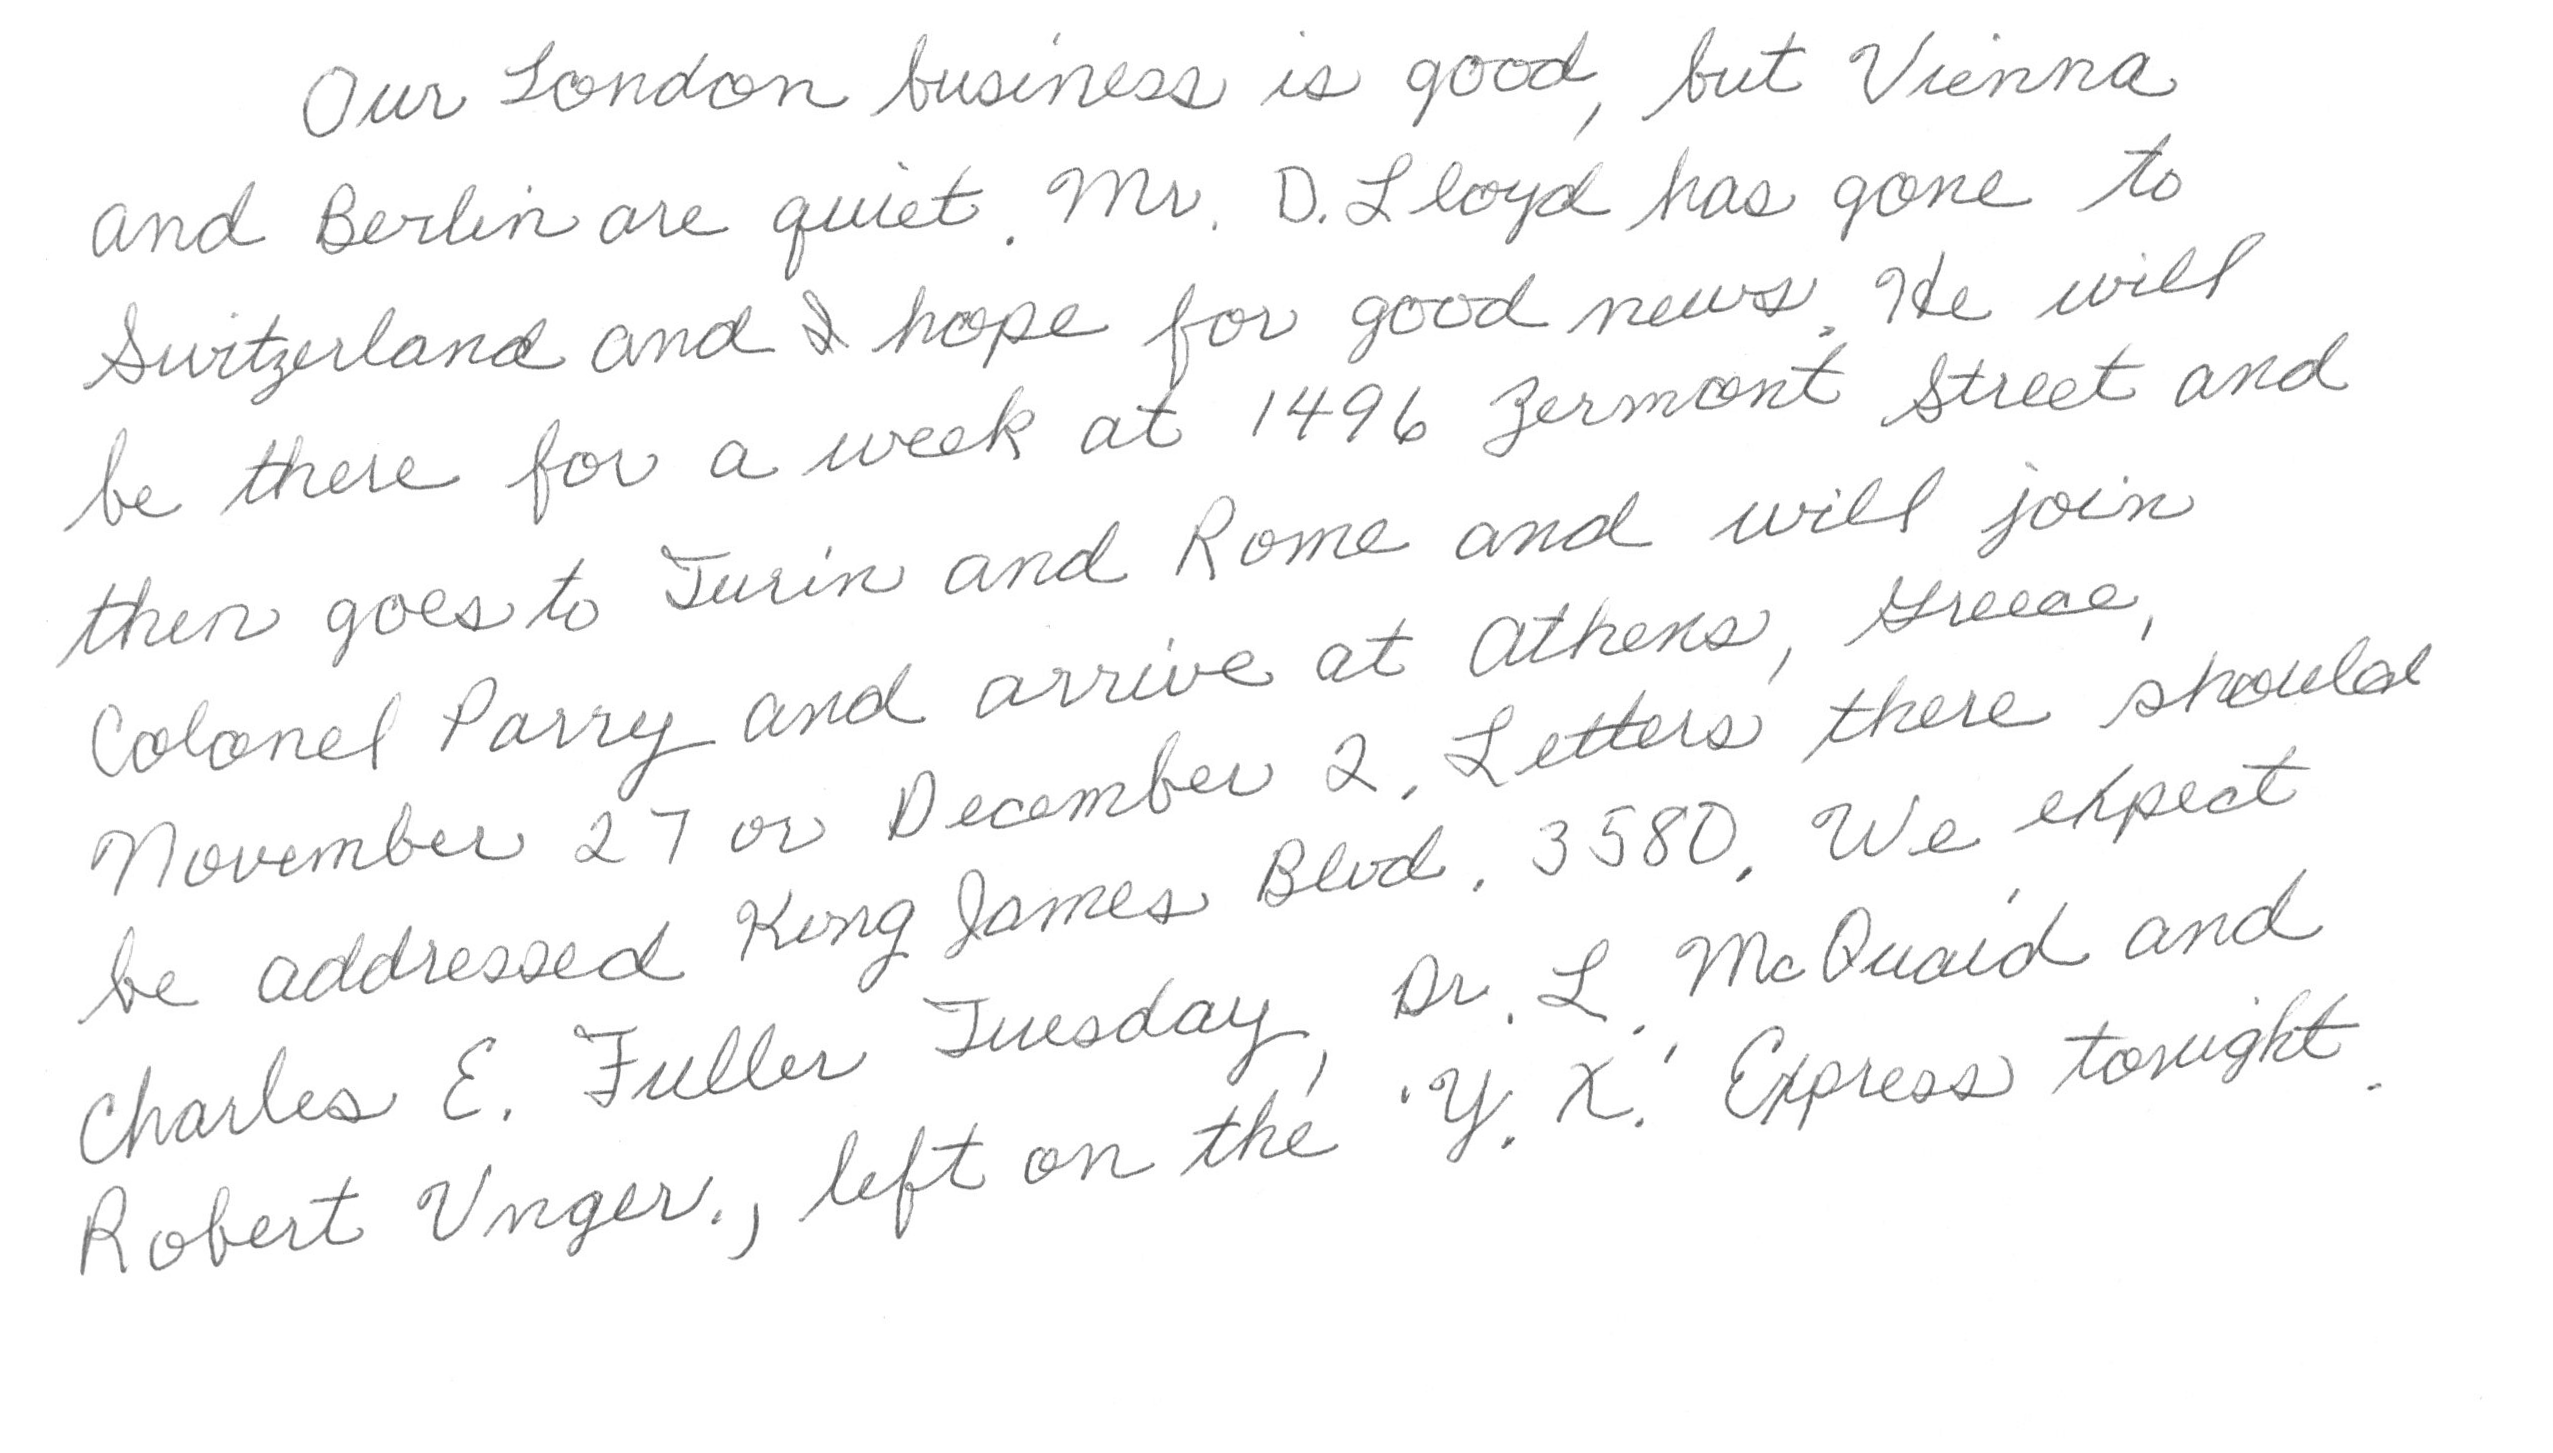 Our London business is good, but Vienna
and Berlin are quiet. Mr. D. Lloyd has gone to
Switzerland and I hope for good news. He will
be there for a week at 1496 Zermont Street and
then goes to Turin and Rome and will join
Colonel Parry and arrive at Athens, Greece,
November 27 or December 2. Letters there should
be addressed King James Blvd. 3580. We expect
Charles E. Fuller Tuesday, Dr. L. McQuaid and
Robert Unger., left on the 'Y. X.' Express tonight.